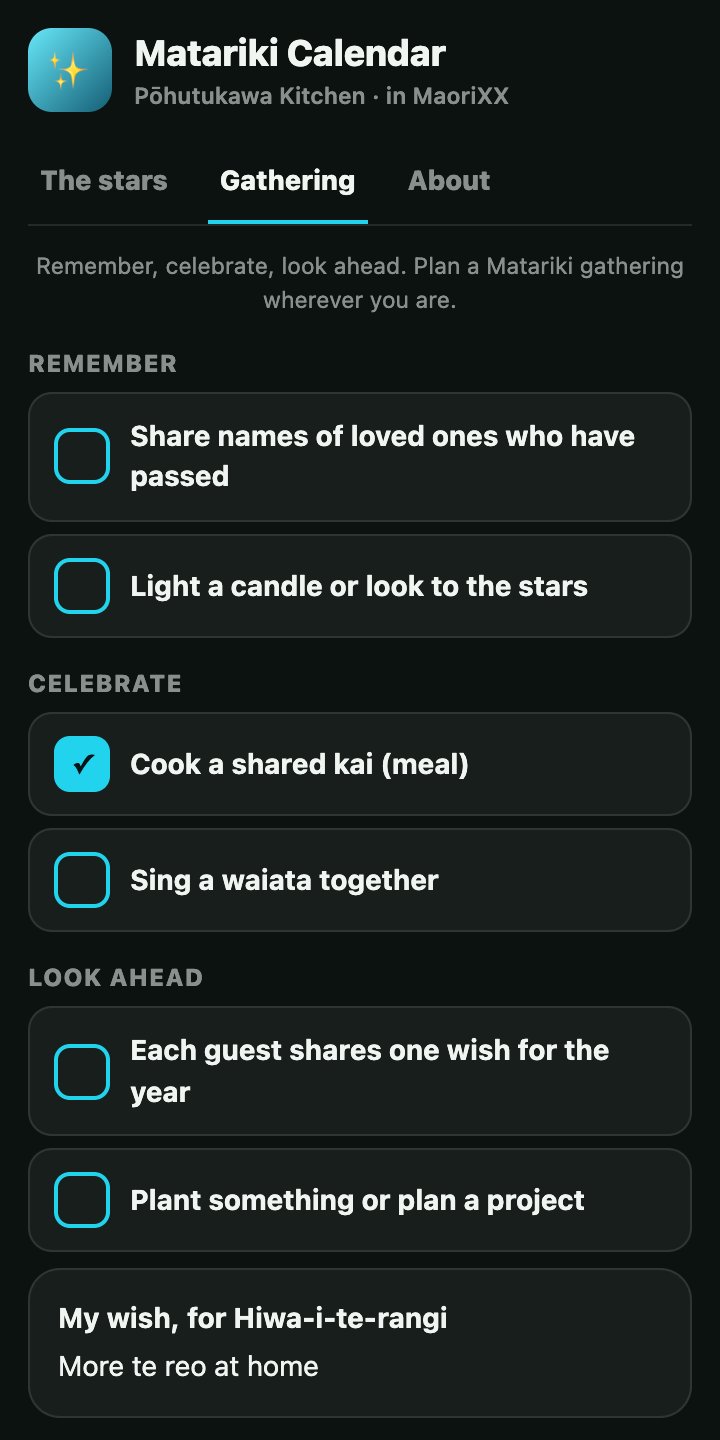 Matariki Calendar
Pōhutukawa Kitchen · in MaoriXX
The stars
Gathering
About
Remember, celebrate, look ahead. Plan a Matariki gathering
wherever you are.
REMEMBER
Share names of loved ones who have
passed
Light a candle or look to the stars
CELEBRATE
Cook a shared kai (meal)
Sing a waiata together
LOOK AHEAD
Each guest shares one wish for the
year
Plant something or plan a project
My wish, for Hiwa-i-te-rangi
More te reo at home